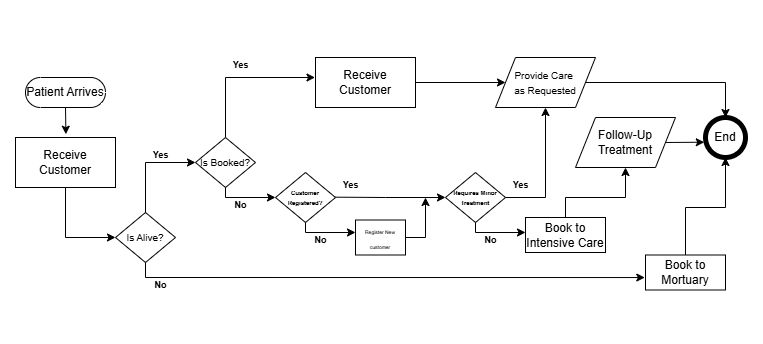 Yes
Receive
Customer
Provide Care
as Requested
Patient Arrives
Receive
Customer
Yes
Is Booked?
Follow-Up
Treatment
End
No
Customer
Registered?
Yes
Requires Minor
Treatment
Yes
Is Alive?
No
Register New
customer
No
Book to
Intensive Care
No
Book to
Mortuary